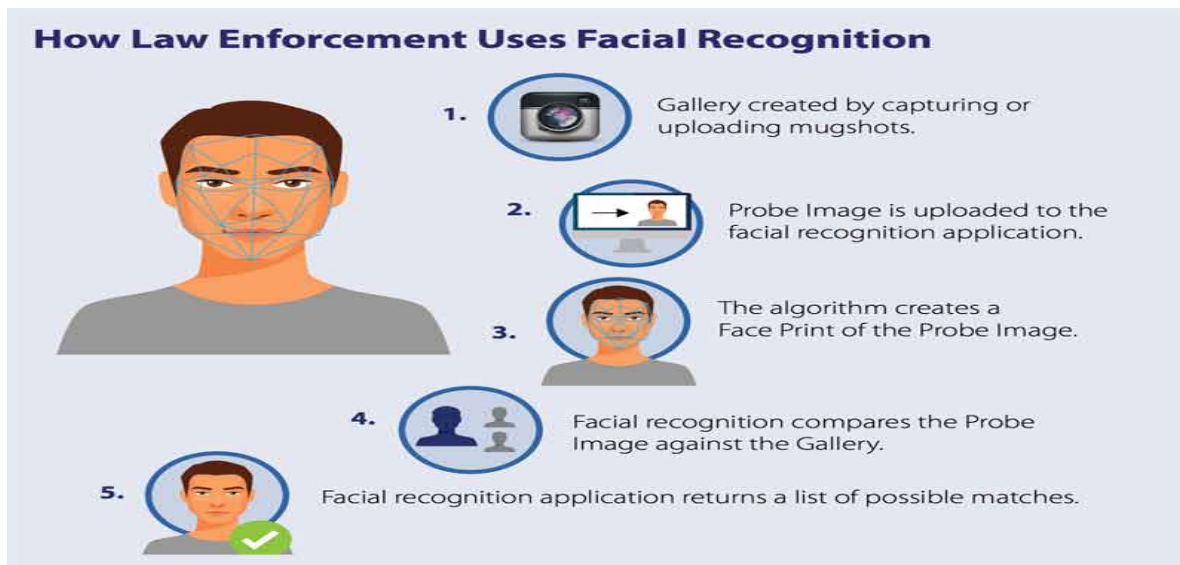 How Law Enforcement Uses Facial Recognition
1.
Gallery created by capturing or
uploading mugshots.
2.
Probe Image is uploaded to the
facial recognition application.
3.
The algorithm creates a
Face Print of the Probe Image.
4.
Facial recognition compares the Probe
Image against the Gallery.
5.
Facial recognition application returns a list of possible matches.